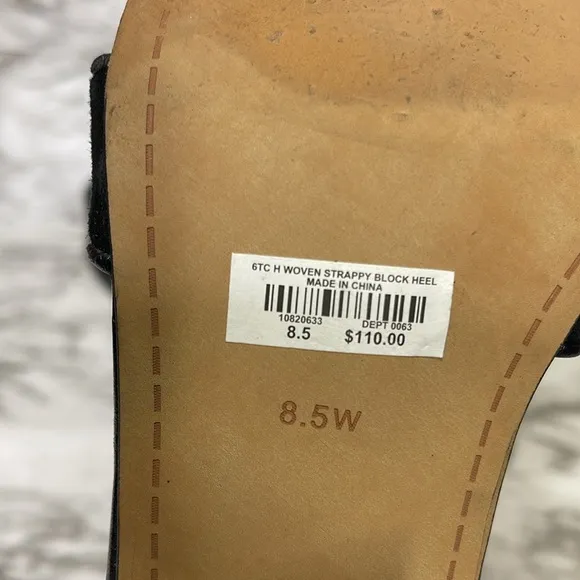 6TC H WOVEN STRAPPY BLOCK HEEL
MADE IN CHINA
10820633 DEPT 0063
8.5 $110.00
8.5W